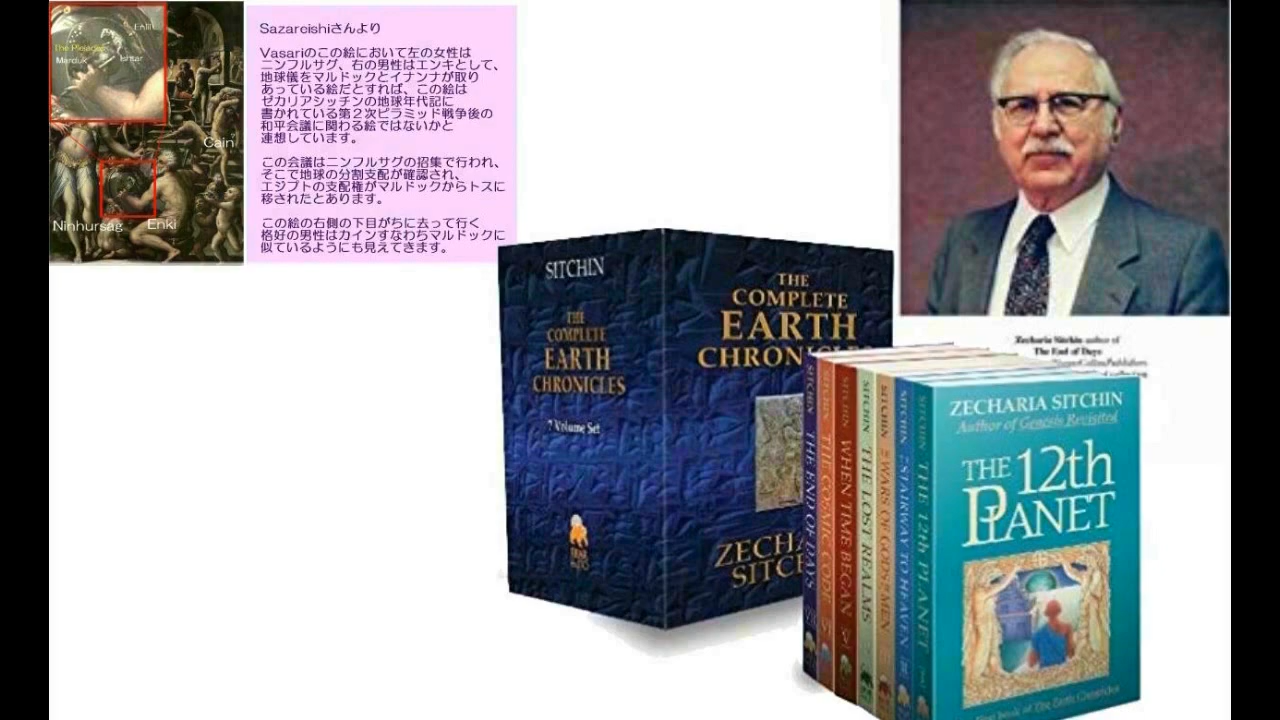 FAith
The Pleiades
Marduk
Ishtar
Cain
Ninhursag
Enki
Sazareishiさんより
Vasariのこの絵において左の女性は
ニンフルサグ、右の男性はエンキとして、
地球儀をマルドックとイナンナが取り
あっている絵だとすれば、この絵は
ゼカリアシッチンの地球年代記に
書かれている第２次ピラミッド戦争後の
和平会議に関わる絵ではないかと
連想しています。
この会議はニンフルサグの招集で行われ、
そこで地球の分割支配が確認され、
エジプトの支配権がマルドックからトスに
移されたとあります。
この絵の右側の下目がちに去って行く
格好の男性はカインすなわちマルドックに
似ているようにも見えてきます。
SITCHIN
THE
COMPLETE
EARTH
CHRONICLES
7 Volume Set
THE
COMPLETE
EARTH
CHRONICLE
ZECHA
SITC
Zecharia Sitchin author of
The End of Days
HarperCollinsPublishers
SITCHIN THE END OF DAYS
SITCHIN THE COSMIC CODE
SITCHIN WHEN TIME BEGAN
SITCHIN THE LOST REALMS
SITCHIN THE WARS OF GODS & MEN
SITCHIN THE STAIRWAY TO HEAVEN
SITCHIN THE 12TH PLANET
ZECHARIA SITCHIN
Author of Genesis Revisited
THE 12th
PLANET
First book of The Earth Chronicles